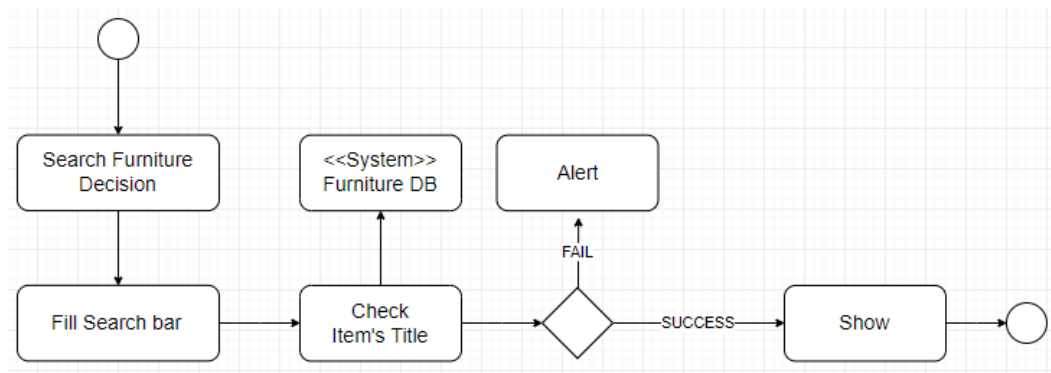 Search Furniture
Decision
<<System>>
Furniture DB
Alert
FAIL
Fill Search bar
Check
Item's Title
SUCCESS
Show